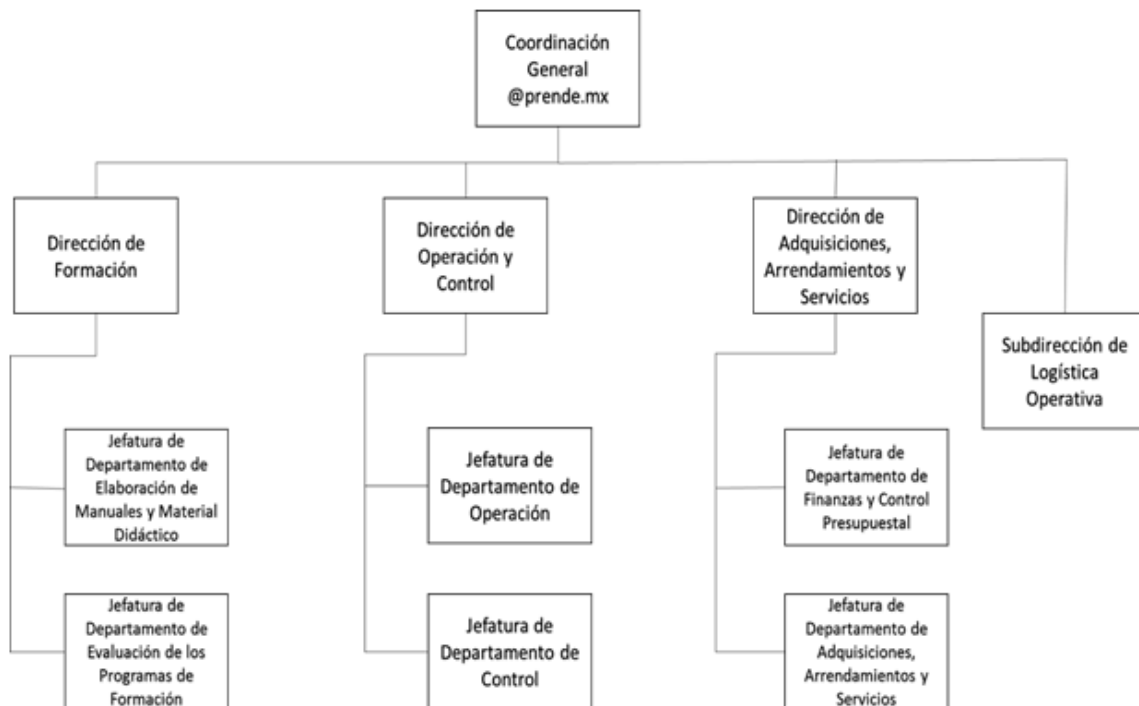 Coordinación
General
@prende.mx
Dirección de
Formación
Dirección de
Operación y
Control
Dirección de
Adquisiciones,
Arrendamientos y
Servicios
Subdirección de
Logística
Operativa
Jefatura de
Departamento de
Elaboración de
Manuales y Material
Didáctico
Jefatura de
Departamento de
Operación
Jefatura de
Departamento de
Finanzas y Control
Presupuestal
Jefatura de
Departamento de
Evaluación de los
Programas de
Formación
Jefatura de
Departamento de
Control
Jefatura de
Departamento de
Adquisiciones,
Arrendamientos y
Servicios